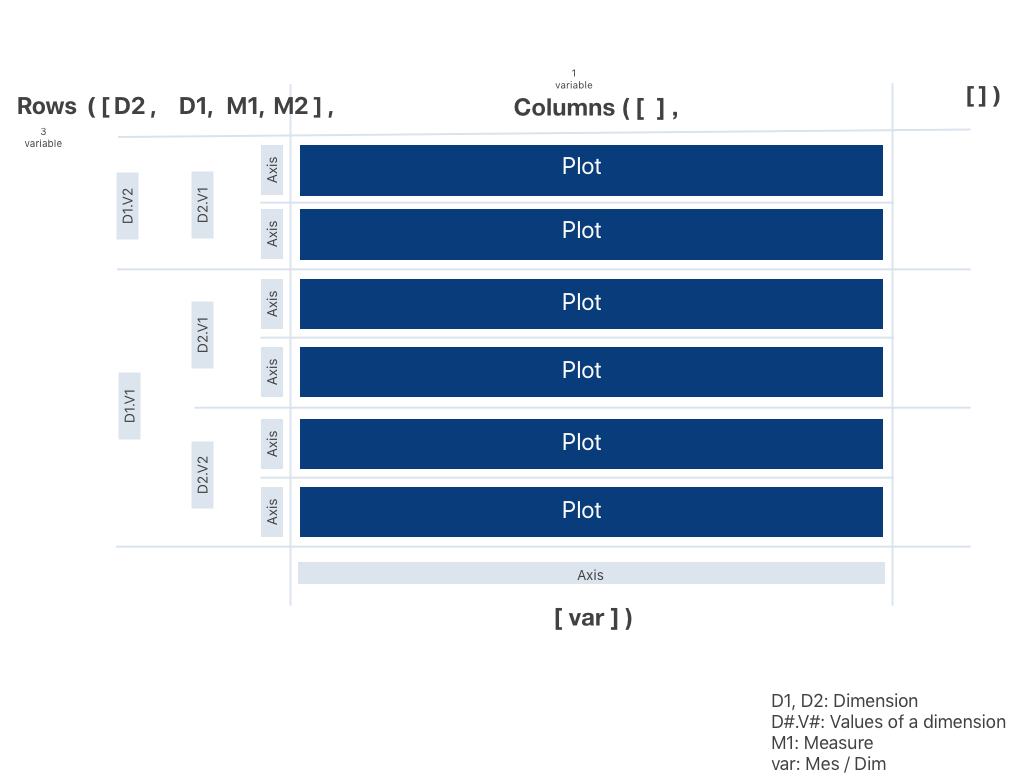 1
variable
Rows ( [ D2 , D1, M1, M2 ] ,
Columns ( [ ] ,
[ ] )
3
variable
D1.V2
D2.V1
Axis
Plot
Axis
Plot
D1.V1
D2.V1
Axis
Plot
Axis
Plot
D2.V2
Axis
Plot
Axis
Plot
Axis
[ var ] )
D1, D2: Dimension
D#.V#: Values of a dimension
M1: Measure
var: Mes / Dim